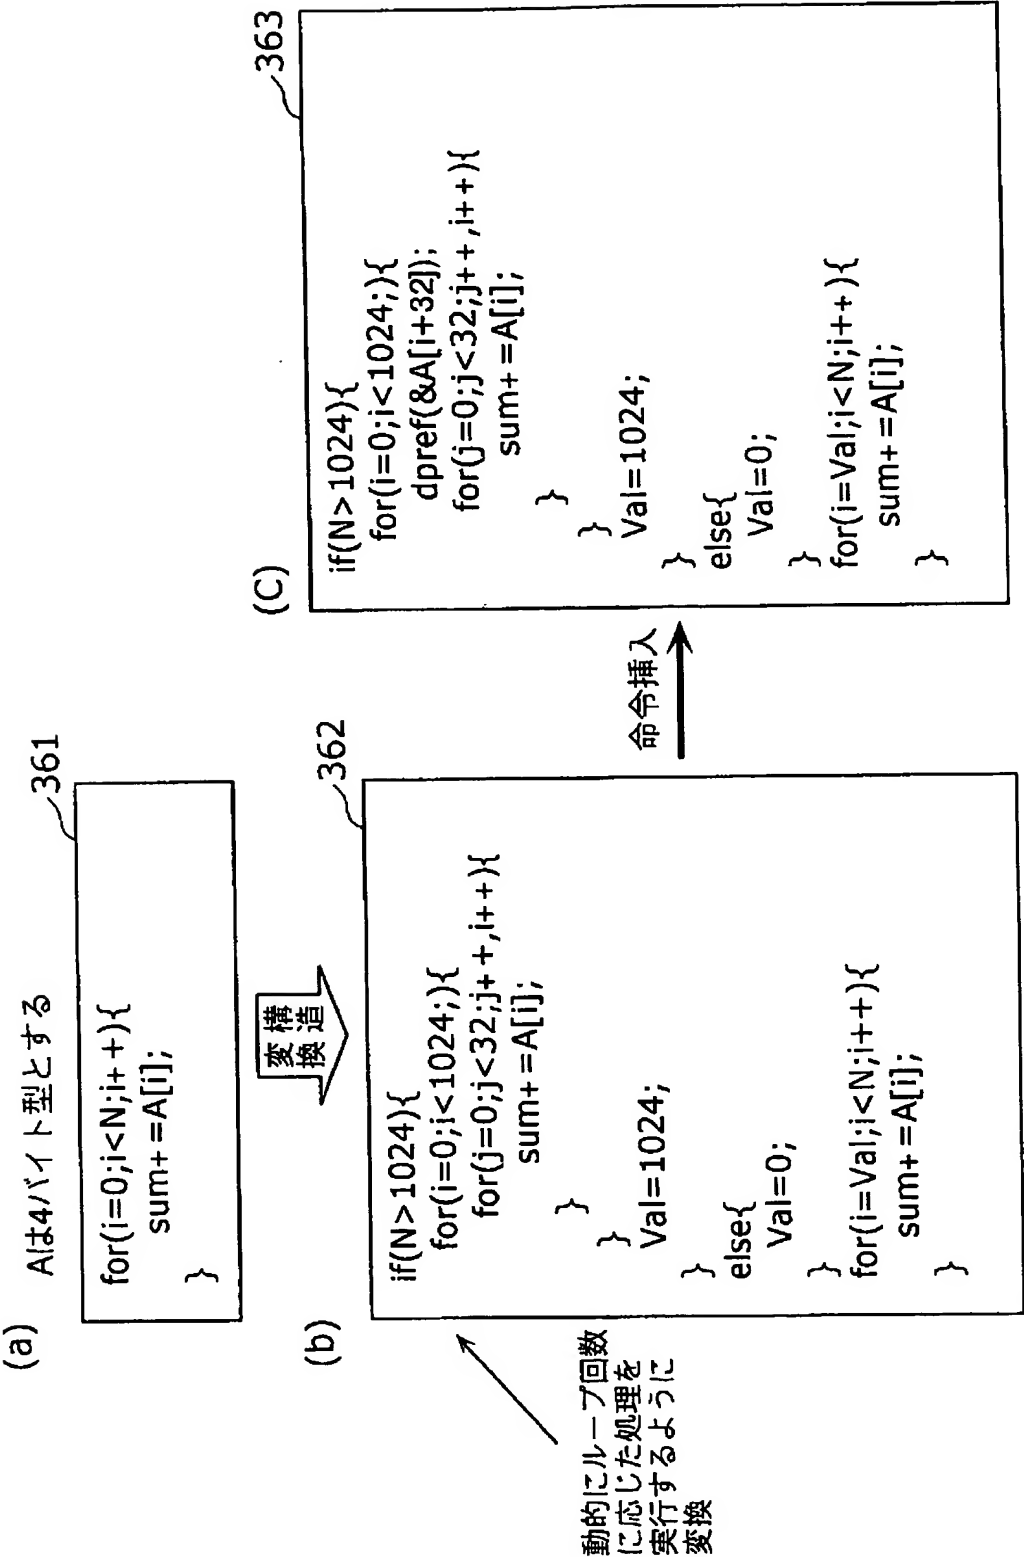 (a)
Aは4バイト型とする
361
for(i=0;i<N;i++){
sum+=A[i];
}
構造
変換
(b)
362
if(N>1024){
for(i=0;i<1024;){
for(j=0;j<32;j++,i++){
sum+=A[i];
}
}
Val=1024;
}
else{
Val=0;
}
for(i=Val;i<N;i++){
sum+=A[i];
}
動的にループ回数
に応じた処理を
実行するように
変換
命令挿入
(C)
363
if(N>1024){
for(i=0;i<1024;){
dpref(&A[i+32]);
for(j=0;j<32;j++,i++){
sum+=A[i];
}
}
Val=1024;
}
else{
Val=0;
}
for(i=Val;i<N;i++){
sum+=A[i];
}